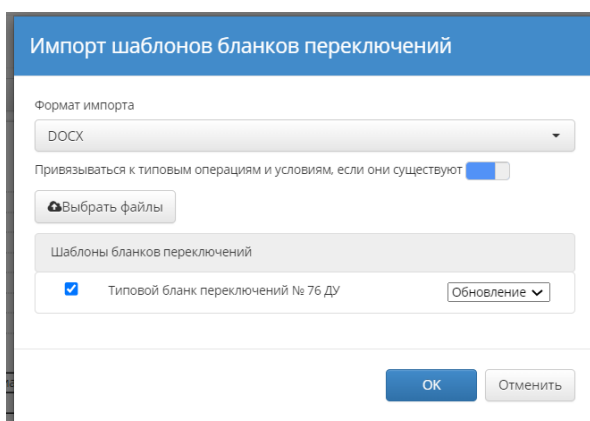 Импорт шаблонов бланков переключений
Формат импорта
DOCX
Привязываться к типовым операциям и условиям, если они существуют
Выбрать файлы
Шаблоны бланков переключений
Типовой бланк переключений № 76 ДУ Обновление
OK Отменить